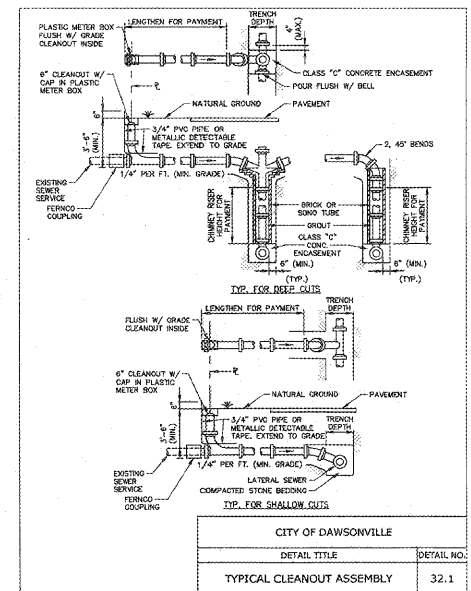 PLASTIC METER BOX
FLUSH W/ GRADE
CLEANOUT INSIDE
LENGTHEN FOR PAYMENT
TRENCH
DEPTH
4"
(MAX.)
CLASS "C" CONCRETE ENCASEMENT
POUR FLUSH W/ BELL
6" CLEANOUT W/
CAP IN PLASTIC
METER BOX
NATURAL GROUND
PAVEMENT
6"
3'-6"
(MIN.)
3/4" PVC PIPE OR
METALLIC DETECTABLE
TAPE. EXTEND TO GRADE
2, 45° BENDS
EXISTING
SEWER
SERVICE
1/4" PER FT. (MIN. GRADE)
FERNCO
COUPLING
CHIMNEY RISER
HEIGHT FOR
PAYMENT
BRICK OR
SONO TUBE
GROUT
CLASS "C"
CONC.
ENCASEMENT
CHIMNEY RISER
HEIGHT FOR
PAYMENT
6" (MIN.)
(TYP.)
6" (MIN.)
(TYP.)
TYP. FOR DEEP CUTS
LENGTHEN FOR PAYMENT
TRENCH
DEPTH
FLUSH W/ GRADE
CLEANOUT INSIDE
6" CLEANOUT W/
CAP IN PLASTIC
METER BOX
NATURAL GROUND
PAVEMENT
6"
3'-6"
(MIN.)
3/4" PVC PIPE OR
METALLIC DETECTABLE
TAPE. EXTEND TO GRADE
TRENCH
DEPTH
1/4" PER FT. (MIN. GRADE)
EXISTING
SEWER
SERVICE
LATERAL SEWER
COMPACTED STONE BEDDING
FERNCO
COUPLING
TYP. FOR SHALLOW CUTS
CITY OF DAWSONVILLE
DETAIL TITLE
DETAIL NO.
TYPICAL CLEANOUT ASSEMBLY
32.1